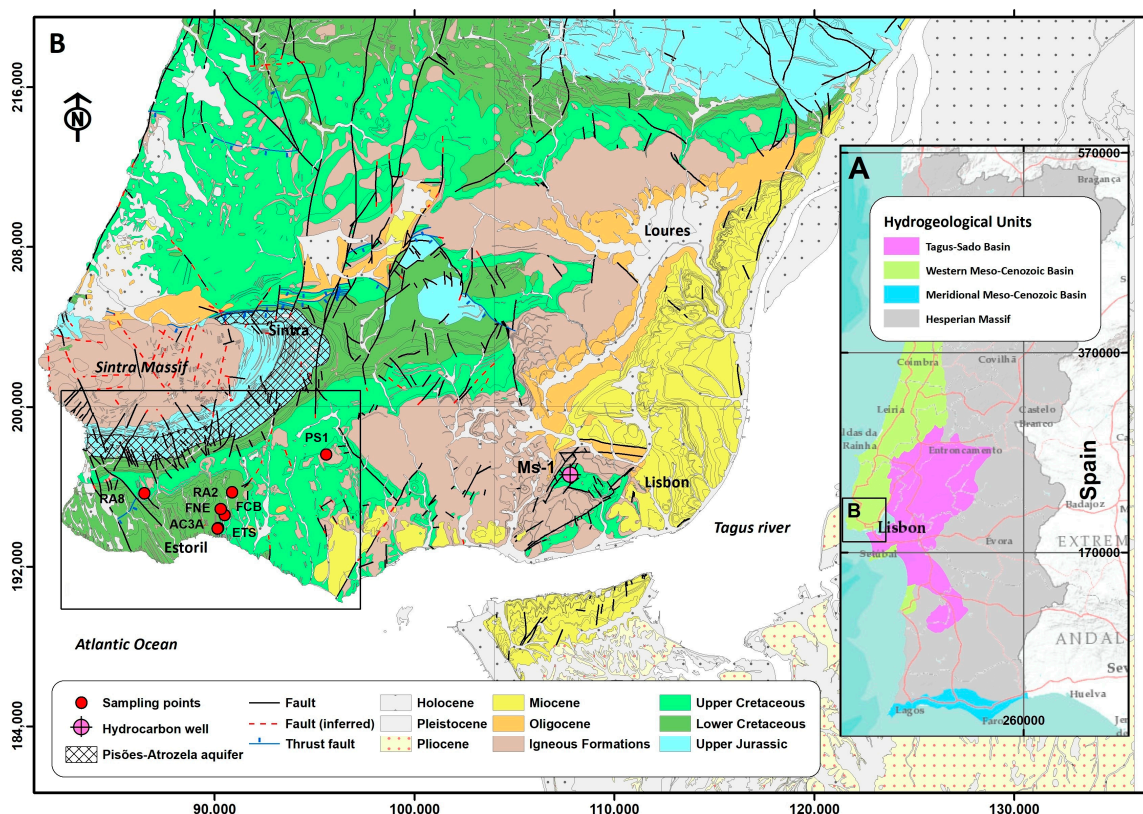 B
N
216.000
208.000
200.000
192.000
184.000
Loures
Sintra
Sintra Massif
PS1
Ms-1
RA8
RA2
FNE
FCB
AC3A
ETS
Estoril
Lisbon
Tagus river
Atlantic Ocean
Sampling points
Hydrocarbon well
Pisões-Atrozela aquifer
Fault
Fault (inferred)
Thrust fault
Holocene
Pleistocene
Pliocene
Miocene
Oligocene
Igneous Formations
Upper Cretaceous
Lower Cretaceous
Upper Jurassic
90.000
100.000
110.000
120.000
130.000
A
570000
Bragança
Hydrogeological Units
Tagus-Sado Basin
Western Meso-Cenozoic Basin
Meridional Meso-Cenozoic Basin
Hesperian Massif
370000
Coimbra
Covilhã
Leiria
Castelo
Branco
ldas da
Rainha
Entroncamento
Spain
B
Lisbon
Badajoz
Évora
EXTREM
Setúbal
170000
ANDAL
Sev
Huelva
Lagos
Faro
260000
Je